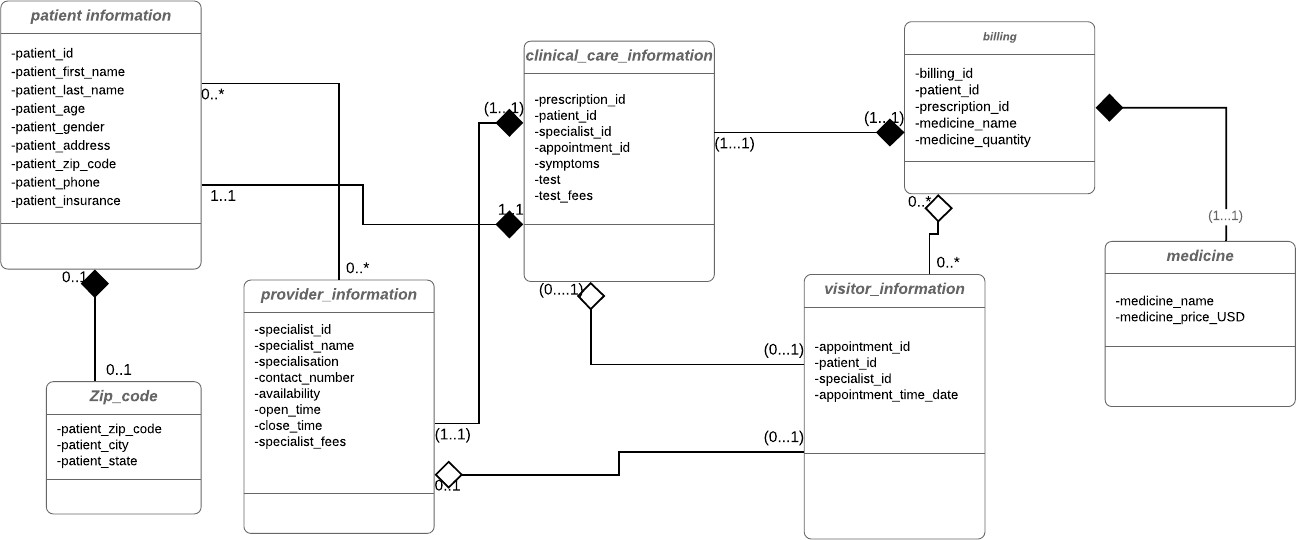 patient information
-patient_id
-patient_first_name
-patient_last_name
-patient_age
-patient_gender
-patient_address
-patient_zip_code
-patient_phone
-patient_insurance
0..*
1..1
0..1
0..1
Zip_code
-patient_zip_code
-patient_city
-patient_state
0..*
provider_information
-specialist_id
-specialist_name
-specialisation
-contact_number
-availability
-open_time
-close_time
-specialist_fees
(1..1)
0..1
clinical_care_information
-prescription_id
-patient_id
-specialist_id
-appointment_id
-symptoms
-test
-test_fees
(1...1)
1..1
(1...1)
(0....1)
(1...1)
billing
-billing_id
-patient_id
-prescription_id
-medicine_name
-medicine_quantity
0..*
0..*
visitor_information
-appointment_id
-patient_id
-specialist_id
-appointment_time_date
(0...1)
(0...1)
(1...1)
medicine
-medicine_name
-medicine_price_USD